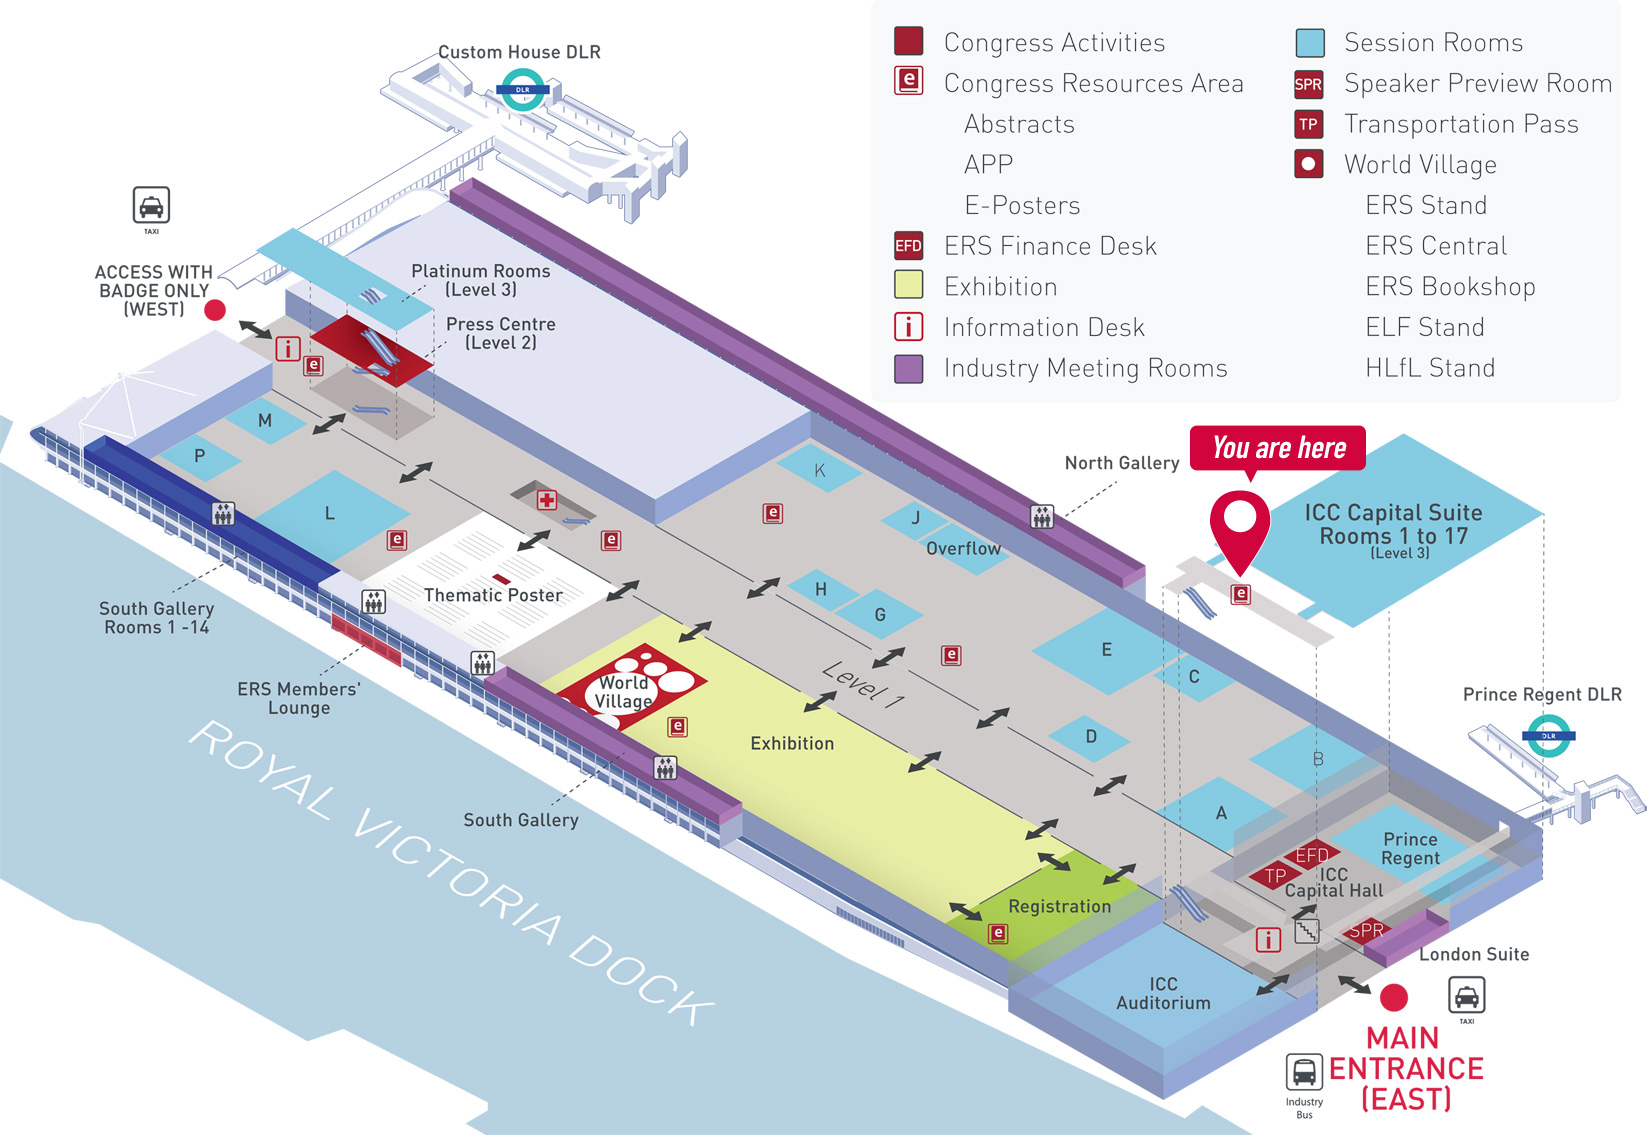 Custom House DLR
DLR
TAXI
ACCESS WITH
BADGE ONLY
(WEST)
Platinum Rooms
(Level 3)
Press Centre
(Level 2)
i
e
Congress Activities
e
Congress Resources Area
Abstracts
APP
E-Posters
EFD
ERS Finance Desk
Exhibition
i
Information Desk
Industry Meeting Rooms
Session Rooms
SPR
Speaker Preview Room
TP
Transportation Pass
World Village
ERS Stand
ERS Central
ERS Bookshop
ELF Stand
HLfL Stand
M
P
L
e
e
e
K
J
Overflow
North Gallery
You are here
ICC Capital Suite
Rooms 1 to 17
(Level 3)
e
Thematic Poster
South Gallery
Rooms 1 -14
ERS Members'
Lounge
H
G
e
E
C
D
B
A
Level 1
World
Village
e
Exhibition
South Gallery
Prince Regent DLR
DLR
Prince
Regent
EFD
TP
ICC
Capital Hall
SPR
i
Registration
e
London Suite
ICC
Auditorium
TAXI
MAIN
ENTRANCE
(EAST)
Industry
Bus
ROYAL VICTORIA DOCK